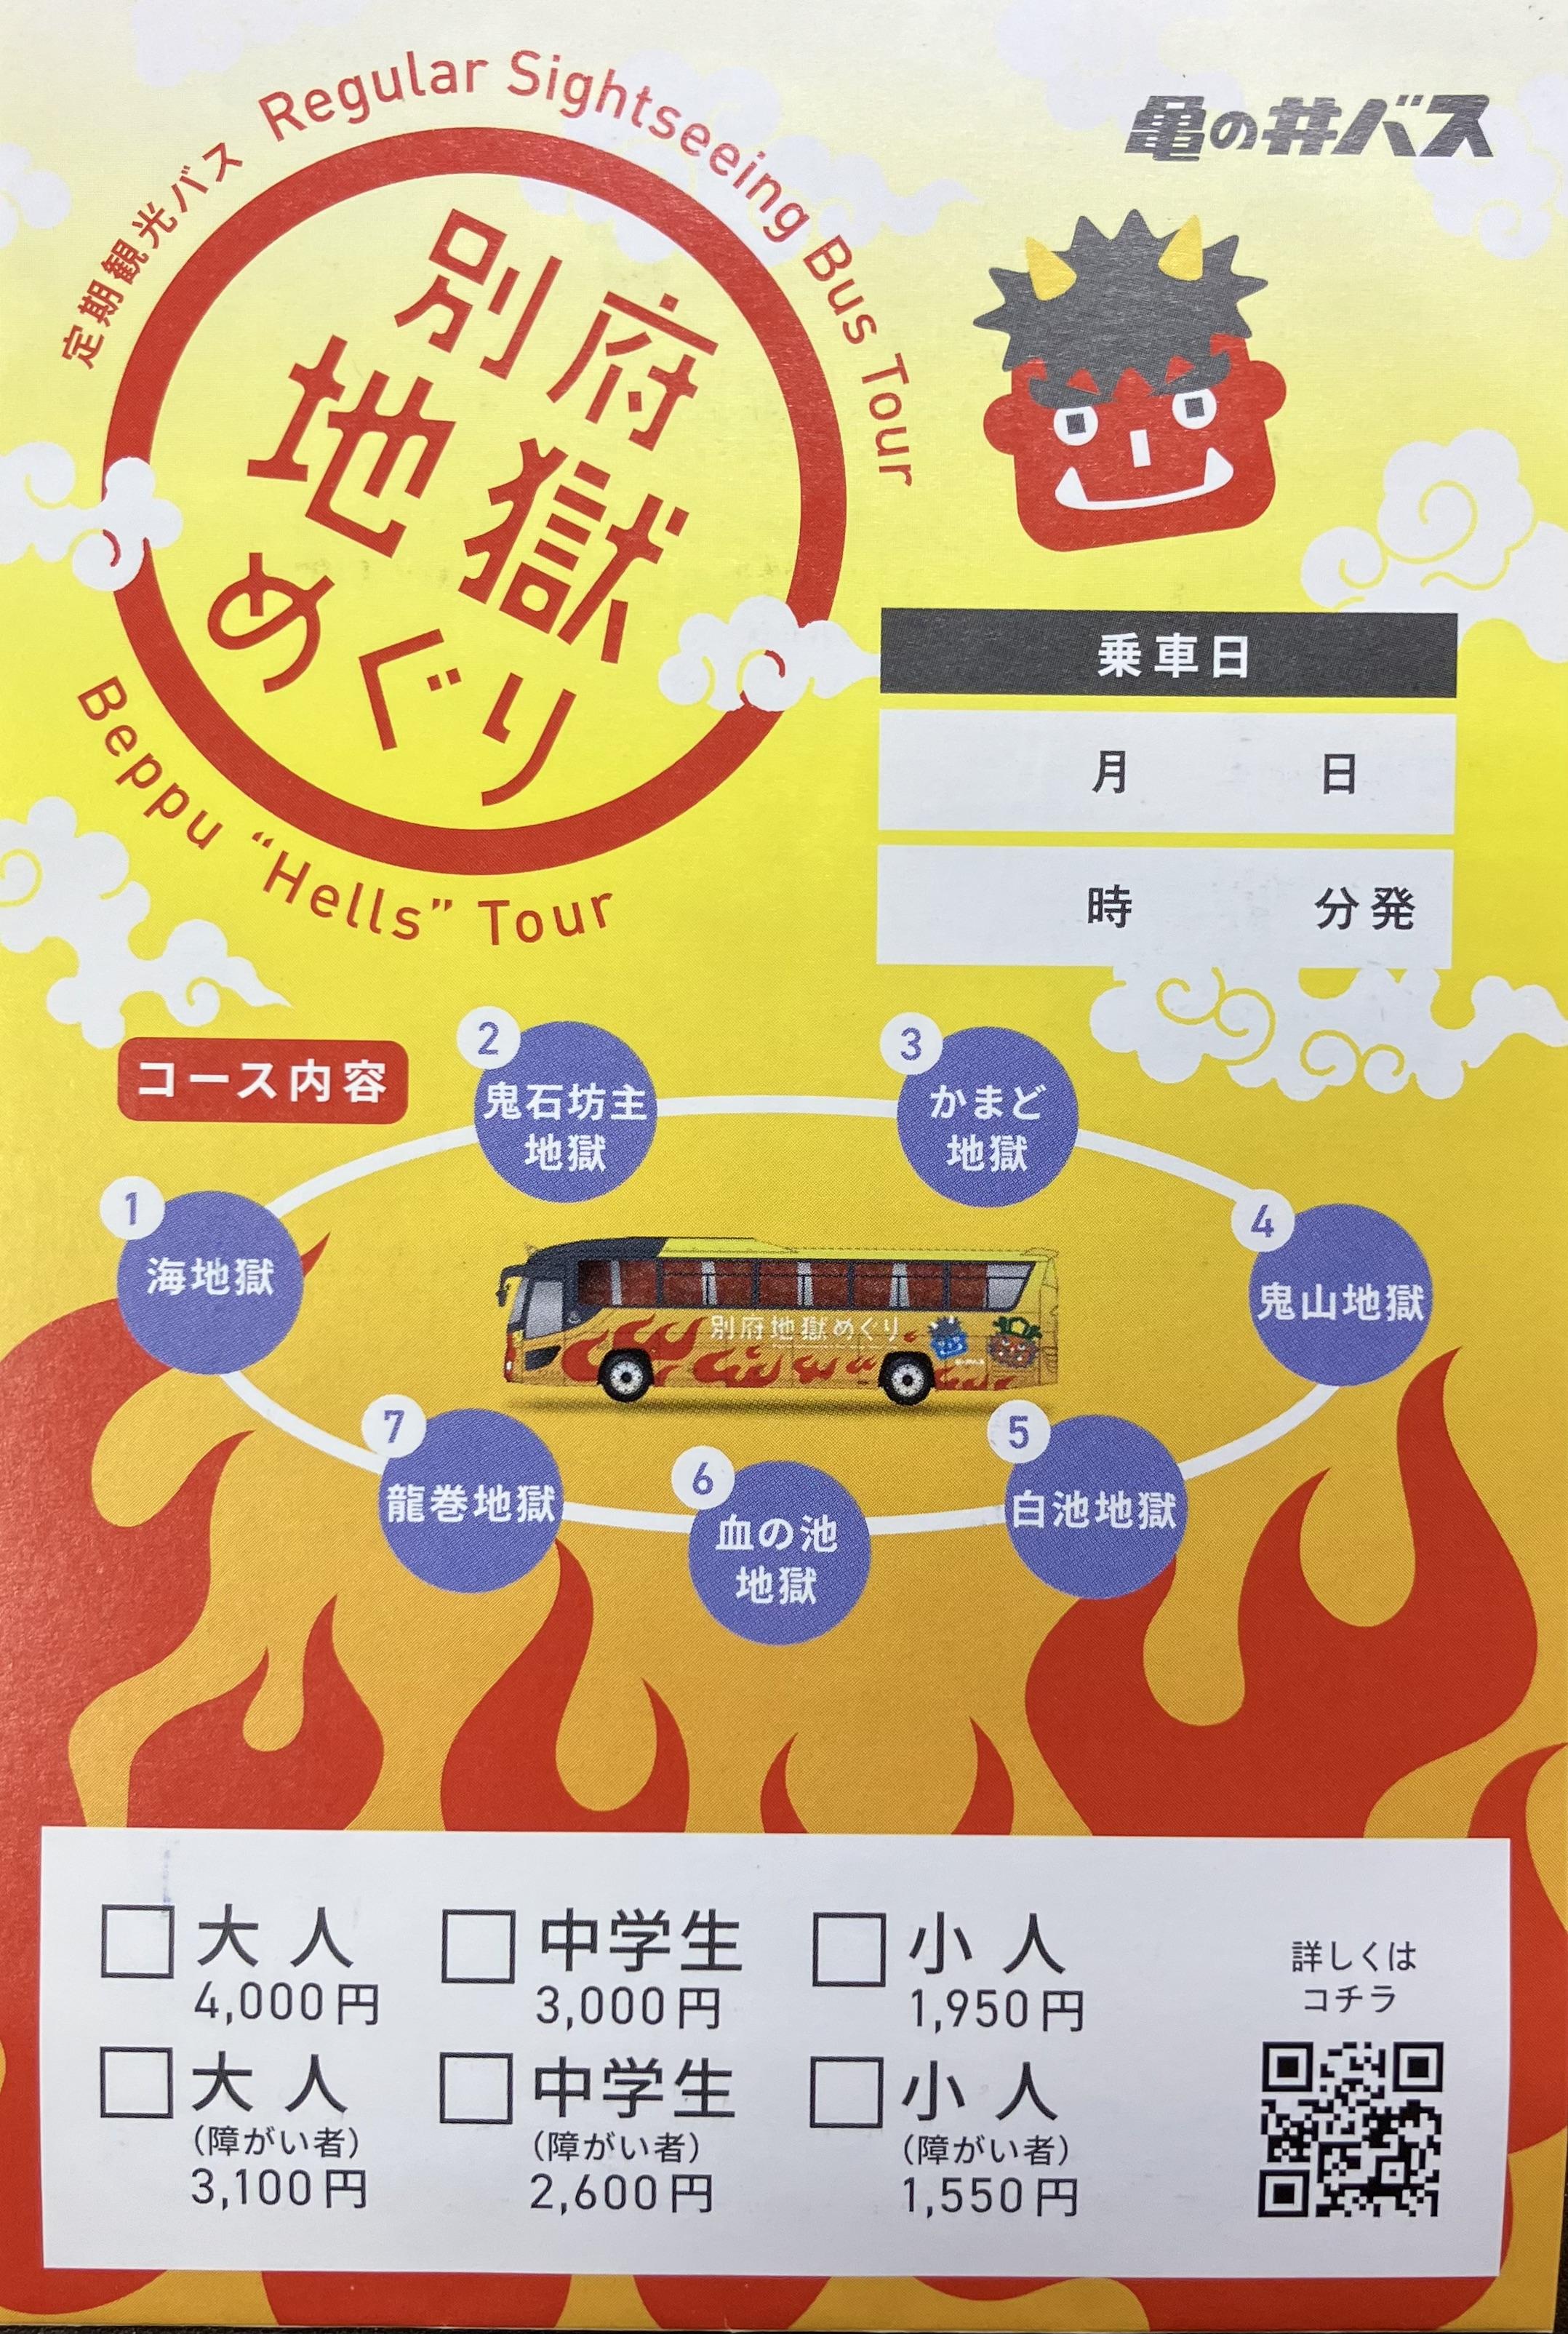 定期観光バス Regular Sightseeing Bus Tour
別府
地獄
めぐり
Beppu “Hells” Tour
亀の井バス
乗車日
月 日
時 分発
コース内容
1
海地獄
2
鬼石坊主
地獄
3
かまど
地獄
4
鬼山地獄
5
白池地獄
6
血の池
地獄
7
龍巻地獄
別府地獄めぐり
大人 中学生 小人
4,000円 3,000円 1,950円
大人 中学生 小人
(障がい者) (障がい者) (障がい者)
3,100円 2,600円 1,550円
詳しくは
コチラ